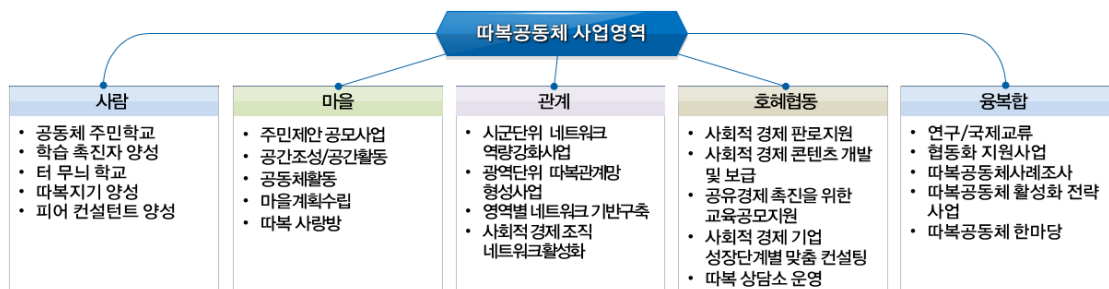 따복공동체 사업영역
사람
• 공동체 주민학교
• 학습 촉진자 양성
• 터 무늬 학교
• 따복지기 양성
• 피어 컨설턴트 양성
마을
• 주민제안 공모사업
• 공간조성/공간활동
• 공동체활동
• 마을계획수립
• 따복 사랑방
관계
• 시군단위 네트워크
역량강화사업
• 광역단위 따복관계망
형성사업
• 영역별 네트워크 기반구축
• 사회적 경제 조직
네트워크활성화
호혜협동
• 사회적 경제 판로지원
• 사회적 경제 콘텐츠 개발
및 보급
• 공유경제 촉진을 위한
교육공모지원
• 사회적 경제 기업
성장단계별 맞춤 컨설팅
• 따복 상담소 운영
융복합
• 연구/국제교류
• 협동화 지원사업
• 따복공동체사례조사
• 따복공동체 활성화 전략
사업
• 따복공동체 한마당